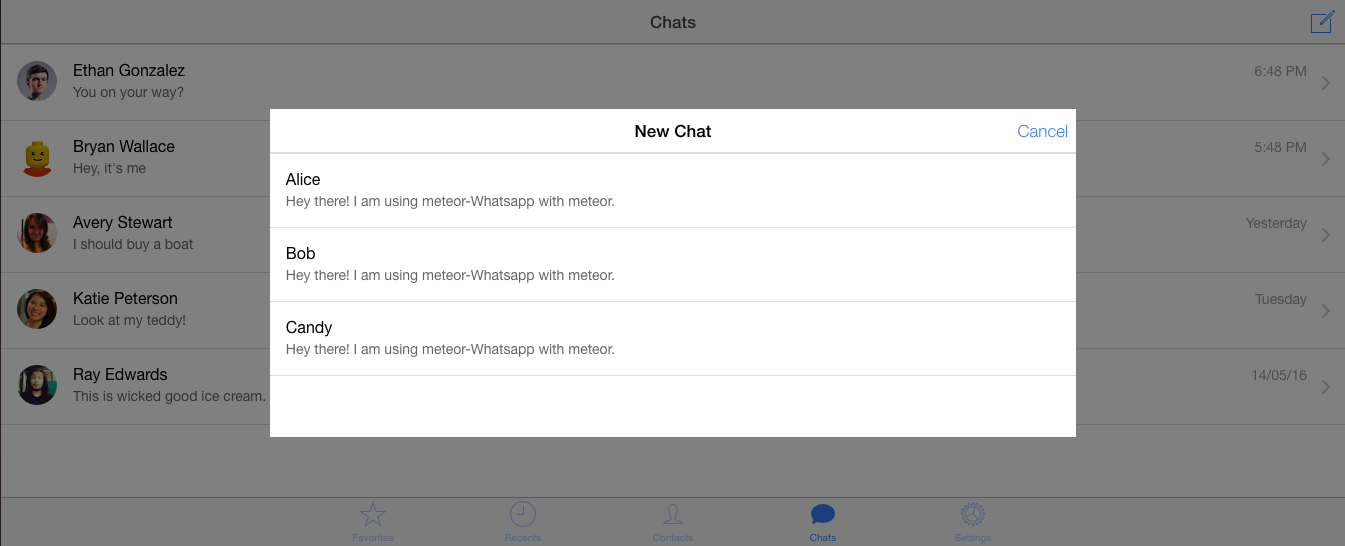 Chats
Ethan Gonzalez
6:48 PM
You on your way?
New Chat
Cancel
Bryan Wallace
5:48 PM
Hey, it's me
Alice
Hey there! I am using meteor-Whatsapp with meteor.
Avery Stewart
Yesterday
I should buy a boat
Bob
Hey there! I am using meteor-Whatsapp with meteor.
Katie Peterson
Tuesday
Look at my teddy!
Candy
Hey there! I am using meteor-Whatsapp with meteor.
Ray Edwards
14/05/16
This is wicked good ice cream.
Favorites
Recents
Contacts
Chats
Settings